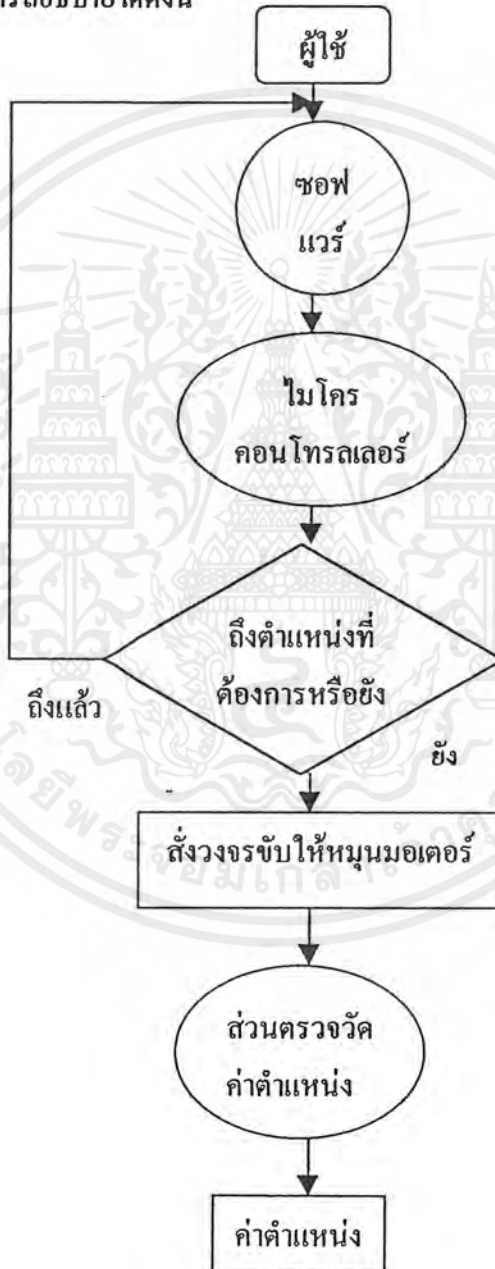 ผู้ใช้
ซอฟ
แวร์
ไมโคร
คอนโทรลเลอร์
ถึงตำแหน่งที่
ต้องการหรือยัง
ถึงแล้ว
ยัง
สั่งวงจรขับให้หมุนมอเตอร์
ส่วนตรวจวัด
ค่าตำแหน่ง
ค่าตำแหน่ง